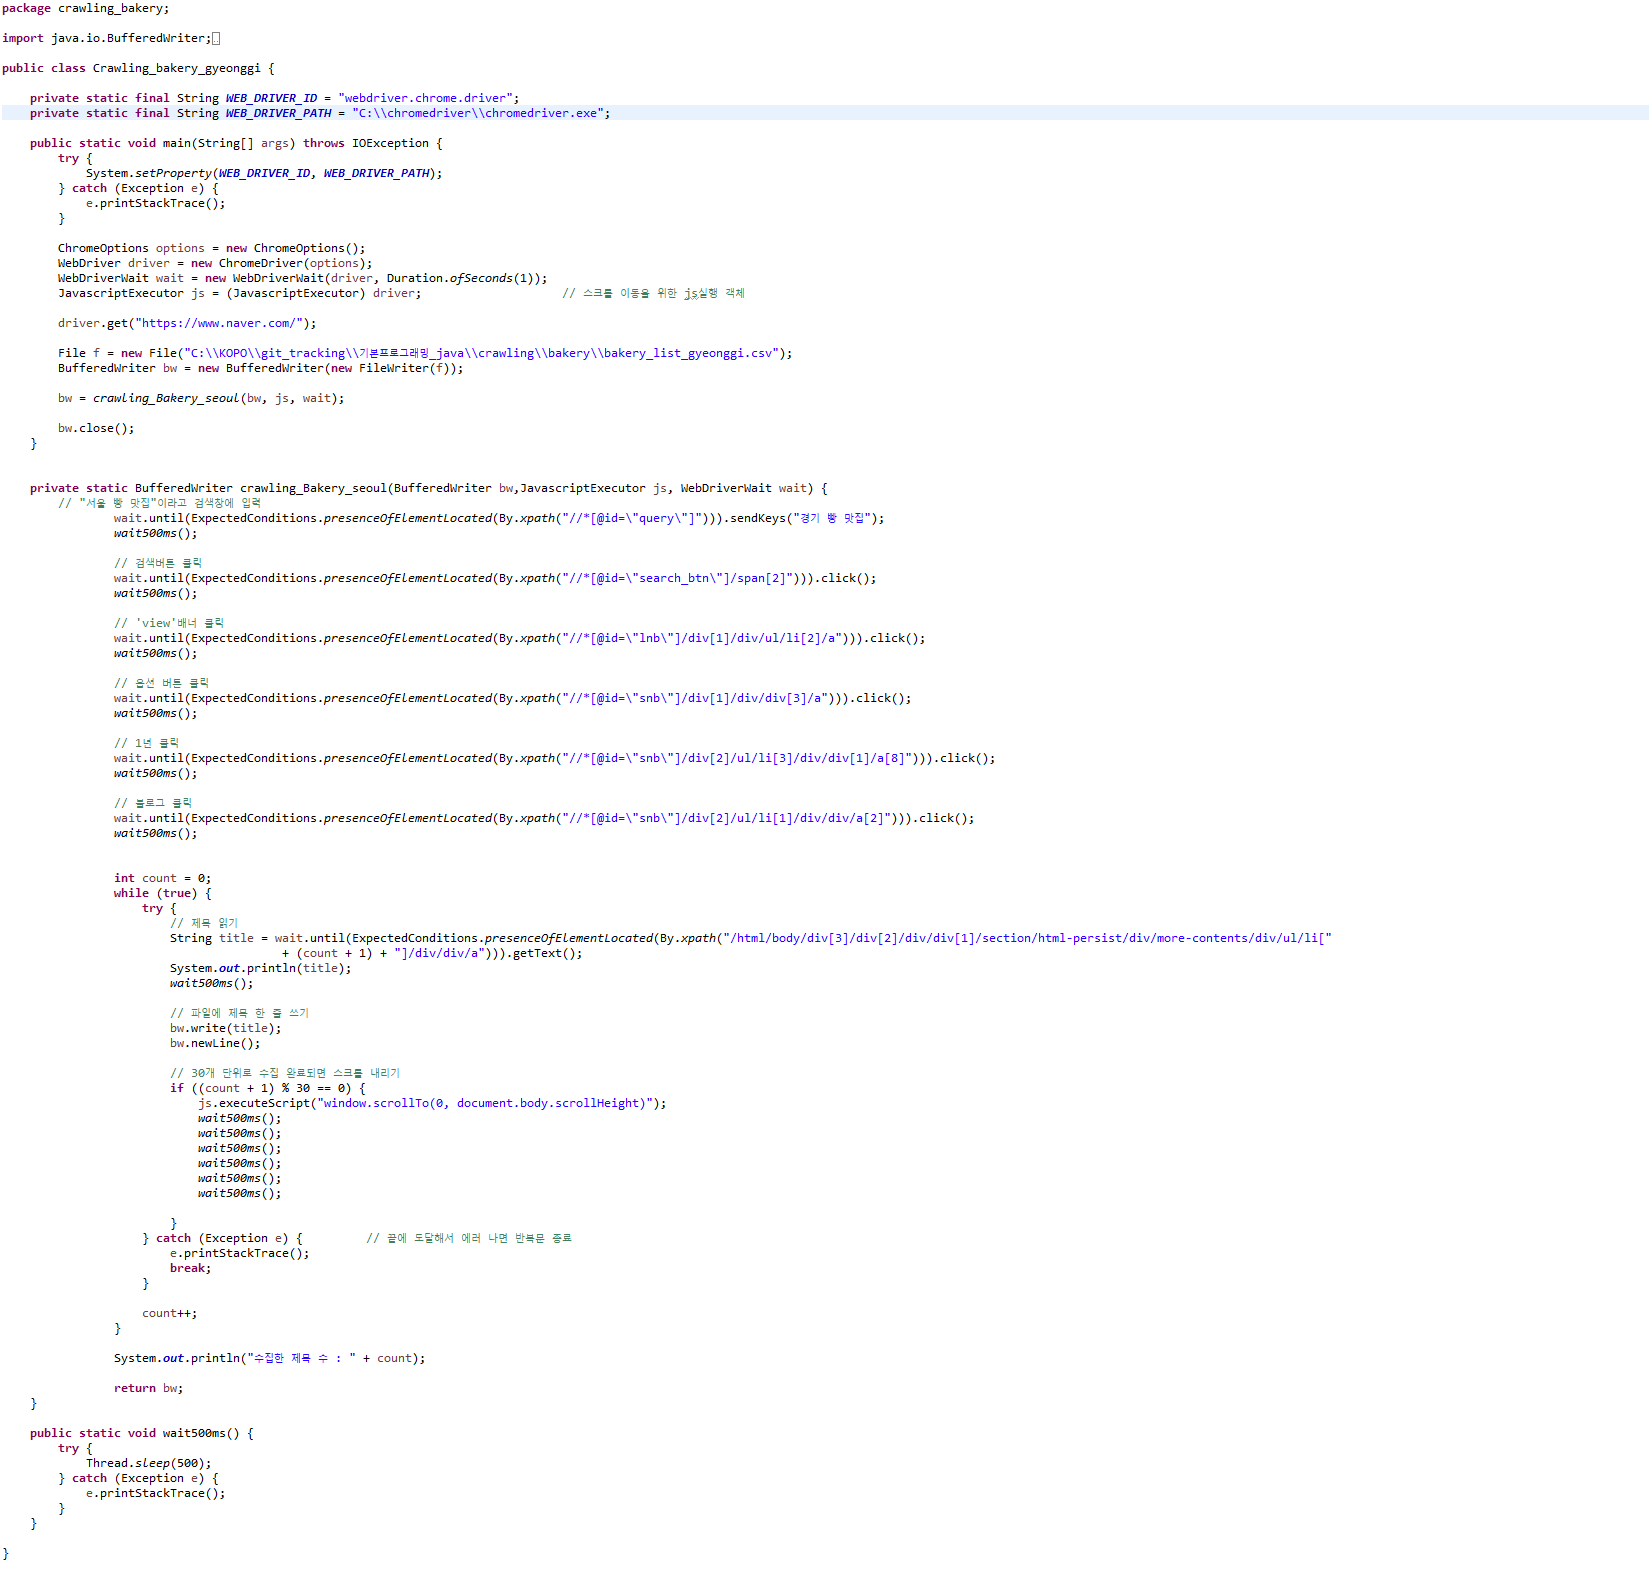 package crawling_bakery;
import java.io.BufferedWriter;
public class Crawling_bakery_gyeonggi {
private static final String WEB_DRIVER_ID = "webdriver.chrome.driver";
private static final String WEB_DRIVER_PATH = "C:\\chromedriver\\chromedriver.exe";
public static void main(String[] args) throws IOException {
try {
System.setProperty(WEB_DRIVER_ID, WEB_DRIVER_PATH);
} catch (Exception e) {
e.printStackTrace();
}
ChromeOptions options = new ChromeOptions();
WebDriver driver = new ChromeDriver(options);
WebDriverWait wait = new WebDriverWait(driver, Duration.ofSeconds(1));
JavascriptExecutor js = (JavascriptExecutor) driver; // 스크롤 이동을 위한 js실행 객체
driver.get("https://www.naver.com/");
File f = new File("C:\\KOPO\\git_tracking\\기본프로그래밍_java\\crawling\\bakery\\bakery_list_gyeonggi.csv");
BufferedWriter bw = new BufferedWriter(new FileWriter(f));
bw = crawling_Bakery_seoul(bw, js, wait);
bw.close();
}
private static BufferedWriter crawling_Bakery_seoul(BufferedWriter bw,JavascriptExecutor js, WebDriverWait wait) {
// "서울 빵 맛집"이라고 검색창에 입력
wait.until(ExpectedConditions.presenceOfElementLocated(By.xpath("//*[@id=\"query\"]"))).sendKeys("경기 빵 맛집");
wait500ms();
// 검색버튼 클릭
wait.until(ExpectedConditions.presenceOfElementLocated(By.xpath("//*[@id=\"search_btn\"]/span[2]"))).click();
wait500ms();
// 'view'배너 클릭
wait.until(ExpectedConditions.presenceOfElementLocated(By.xpath("//*[@id=\"lnb\"]/div[1]/div/ul/li[2]/a"))).click();
wait500ms();
// 옵션 버튼 클릭
wait.until(ExpectedConditions.presenceOfElementLocated(By.xpath("//*[@id=\"snb\"]/div[1]/div/div[3]/a"))).click();
wait500ms();
// 1년 클릭
wait.until(ExpectedConditions.presenceOfElementLocated(By.xpath("//*[@id=\"snb\"]/div[2]/ul/li[3]/div/div[1]/a[8]"))).click();
wait500ms();
// 블로그 클릭
wait.until(ExpectedConditions.presenceOfElementLocated(By.xpath("//*[@id=\"snb\"]/div[2]/ul/li[1]/div/div/a[2]"))).click();
wait500ms();
int count = 0;
while (true) {
try {
// 제목 읽기
String title = wait.until(ExpectedConditions.presenceOfElementLocated(By.xpath("/html/body/div[3]/div[2]/div/div[1]/section/html-persist/div/more-contents/div/ul/li["
+ (count + 1) + "]/div/div/a"))).getText();
System.out.println(title);
wait500ms();
// 파일에 제목 한 줄 쓰기
bw.write(title);
bw.newLine();
// 30개 단위로 수집 완료되면 스크롤 내리기
if ((count + 1) % 30 == 0) {
js.executeScript("window.scrollTo(0, document.body.scrollHeight)");
wait500ms();
wait500ms();
wait500ms();
wait500ms();
wait500ms();
wait500ms();
}
} catch (Exception e) { // 끝에 도달해서 에러 나면 반복문 종료
e.printStackTrace();
break;
}
count++;
}
System.out.println("수집한 제목 수 : " + count);
return bw;
}
public static void wait500ms() {
try {
Thread.sleep(500);
} catch (Exception e) {
e.printStackTrace();
}
}
}